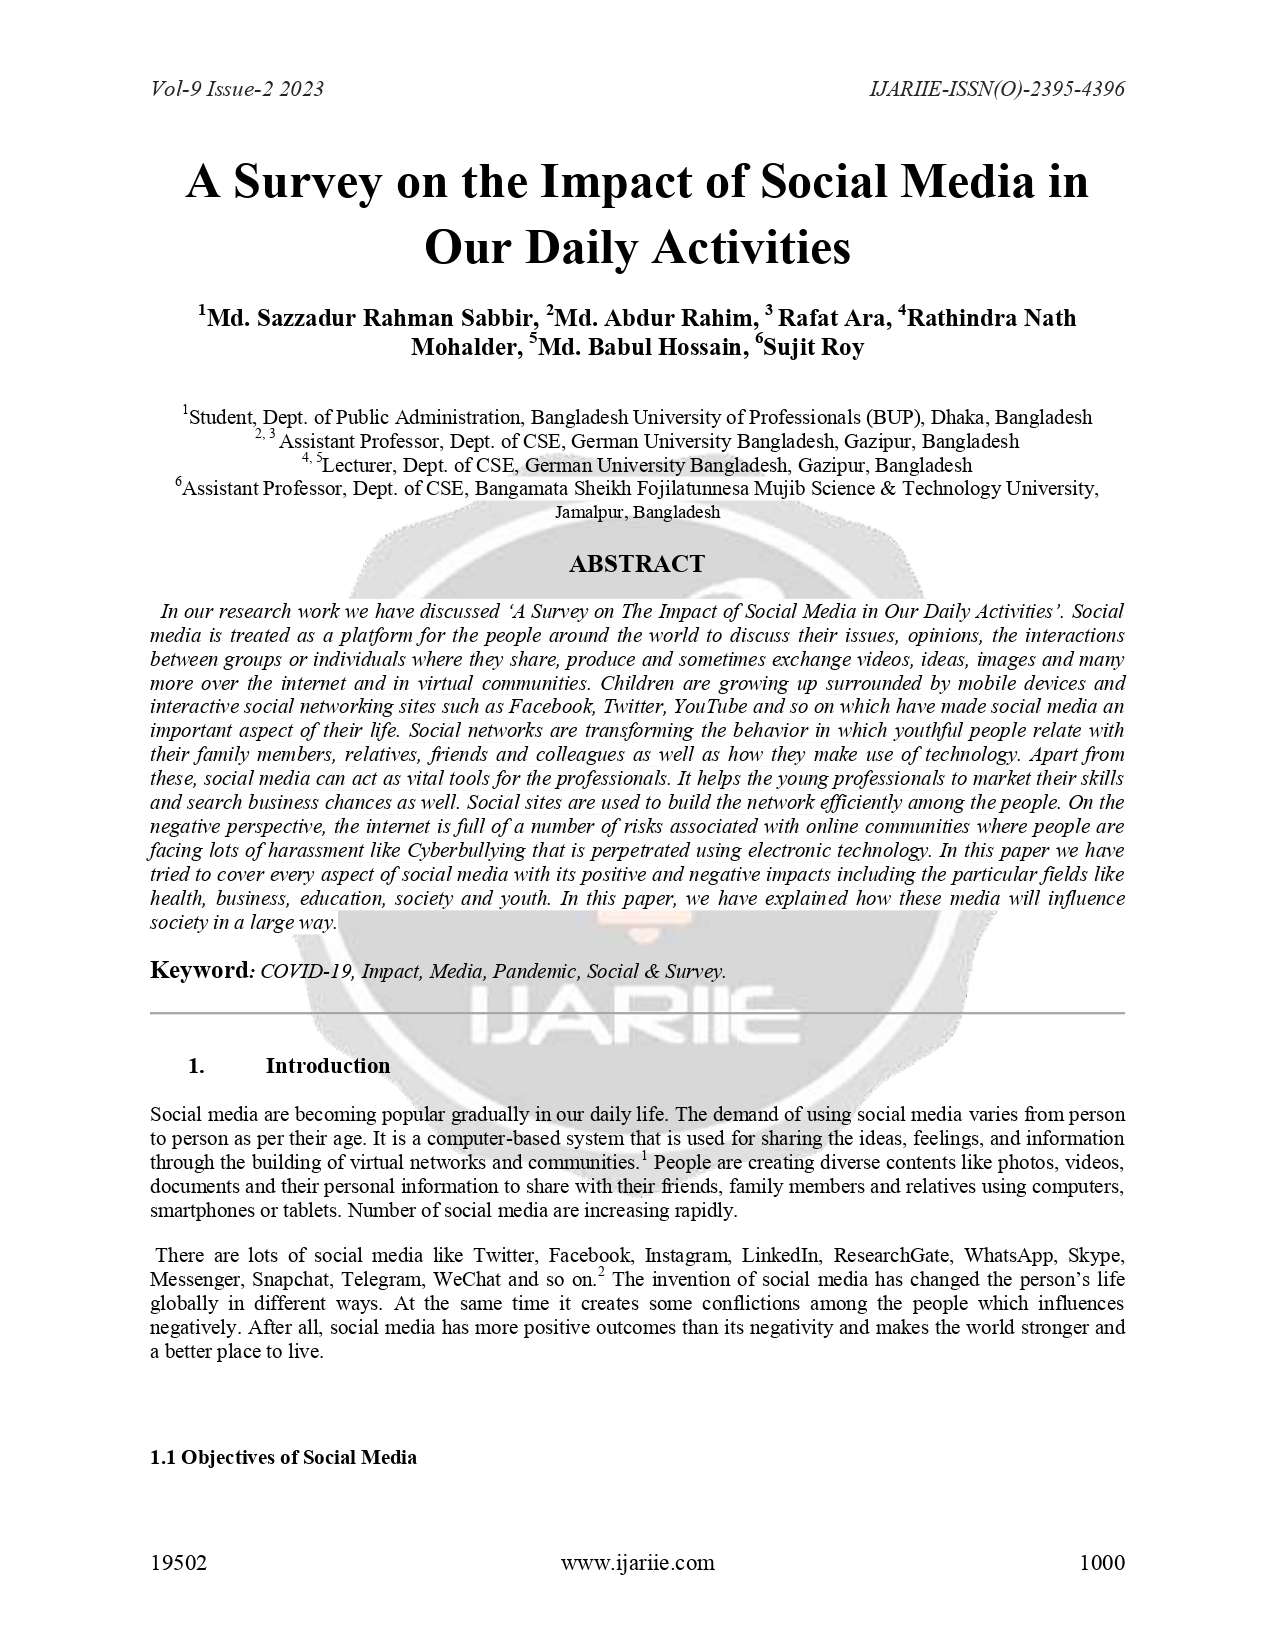 Vol-9 Issue-2 2023 IJARIIE-ISSN(O)-2395-4396
A Survey on the Impact of Social Media in
Our Daily Activities
1Md. Sazzadur Rahman Sabbir, 2Md. Abdur Rahim, 3 Rafat Ara, 4Rathindra Nath
Mohalder, 5Md. Babul Hossain, 6Sujit Roy
1Student, Dept. of Public Administration, Bangladesh University of Professionals (BUP), Dhaka, Bangladesh
2, 3 Assistant Professor, Dept. of CSE, German University Bangladesh, Gazipur, Bangladesh
4, 5Lecturer, Dept. of CSE, German University Bangladesh, Gazipur, Bangladesh
6Assistant Professor, Dept. of CSE, Bangamata Sheikh Fojilatunnesa Mujib Science & Technology University,
Jamalpur, Bangladesh
ABSTRACT
In our research work we have discussed ‘A Survey on The Impact of Social Media in Our Daily Activities’. Social
media is treated as a platform for the people around the world to discuss their issues, opinions, the interactions
between groups or individuals where they share, produce and sometimes exchange videos, ideas, images and many
more over the internet and in virtual communities. Children are growing up surrounded by mobile devices and
interactive social networking sites such as Facebook, Twitter, YouTube and so on which have made social media an
important aspect of their life. Social networks are transforming the behavior in which youthful people relate with
their family members, relatives, friends and colleagues as well as how they make use of technology. Apart from
these, social media can act as vital tools for the professionals. It helps the young professionals to market their skills
and search business chances as well. Social sites are used to build the network efficiently among the people. On the
negative perspective, the internet is full of a number of risks associated with online communities where people are
facing lots of harassment like Cyberbullying that is perpetrated using electronic technology. In this paper we have
tried to cover every aspect of social media with its positive and negative impacts including the particular fields like
health, business, education, society and youth. In this paper, we have explained how these media will influence
society in a large way.
Keyword: COVID-19, Impact, Media, Pandemic, Social & Survey.
IJARIIE
1. Introduction
Social media are becoming popular gradually in our daily life. The demand of using social media varies from person
to person as per their age. It is a computer-based system that is used for sharing the ideas, feelings, and information
through the building of virtual networks and communities.1 People are creating diverse contents like photos, videos,
documents and their personal information to share with their friends, family members and relatives using computers,
smartphones or tablets. Number of social media are increasing rapidly.
There are lots of social media like Twitter, Facebook, Instagram, LinkedIn, ResearchGate, WhatsApp, Skype,
Messenger, Snapchat, Telegram, WeChat and so on.2 The invention of social media has changed the person’s life
globally in different ways. At the same time it creates some conflictions among the people which influences
negatively. After all, social media has more positive outcomes than its negativity and makes the world stronger and
a better place to live.
1.1 Objectives of Social Media
19502 www.ijariie.com 1000